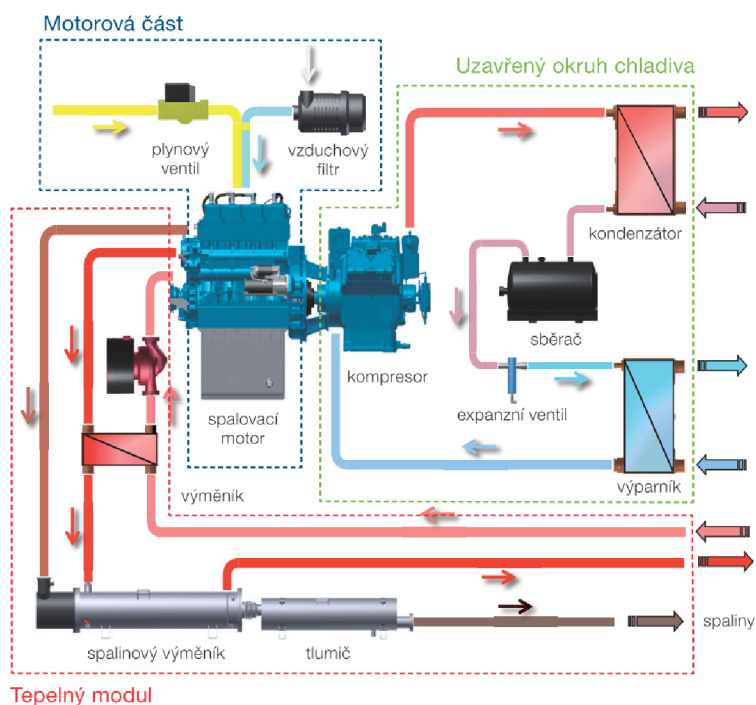 Motorová část
Uzavřený okruh chladiva
plynový
ventil
vzduchový
filtr
kondenzátor
sběrač
kompresor
expanzní ventil
spalovací
motor
výměník
výparník
spalinový výměník
tlumič
spaliny
Tepelný modul